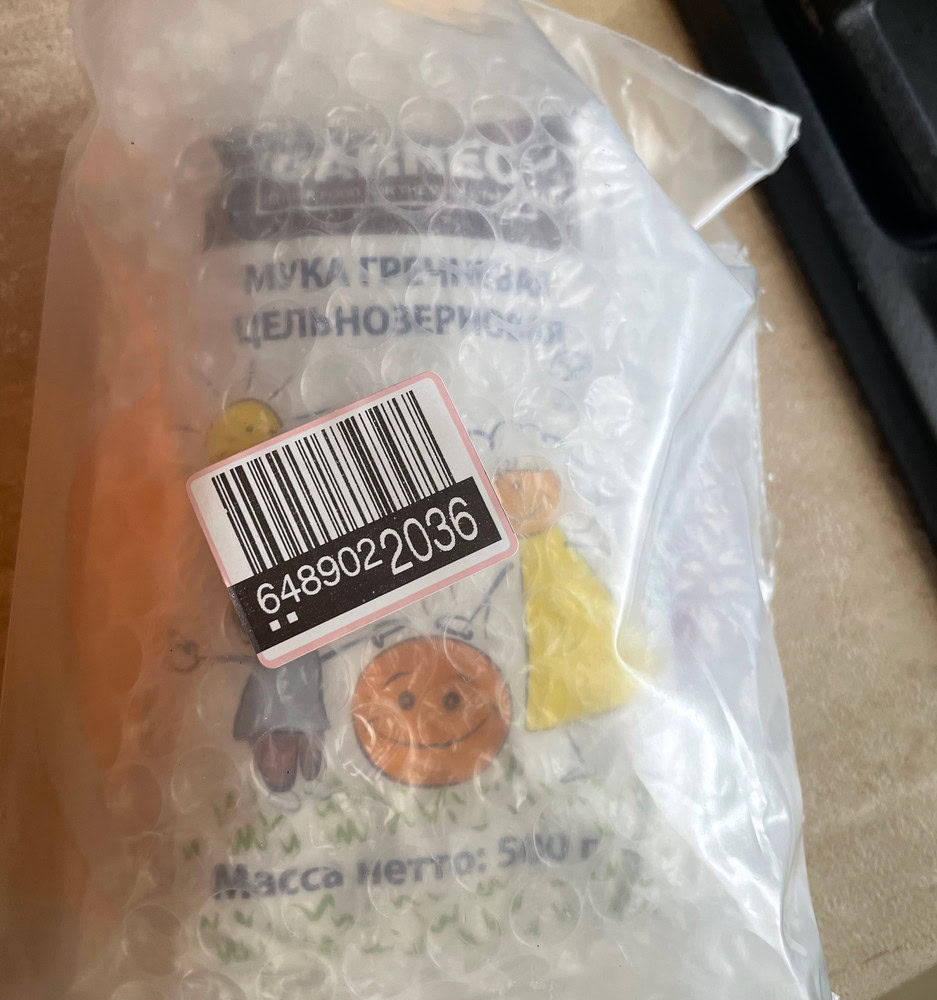 МУКА ГРЕЧНЕВАЯ
ЦЕЛЬНОЗЕРНОВАЯ
6489022036
Масса нетто: 500 г